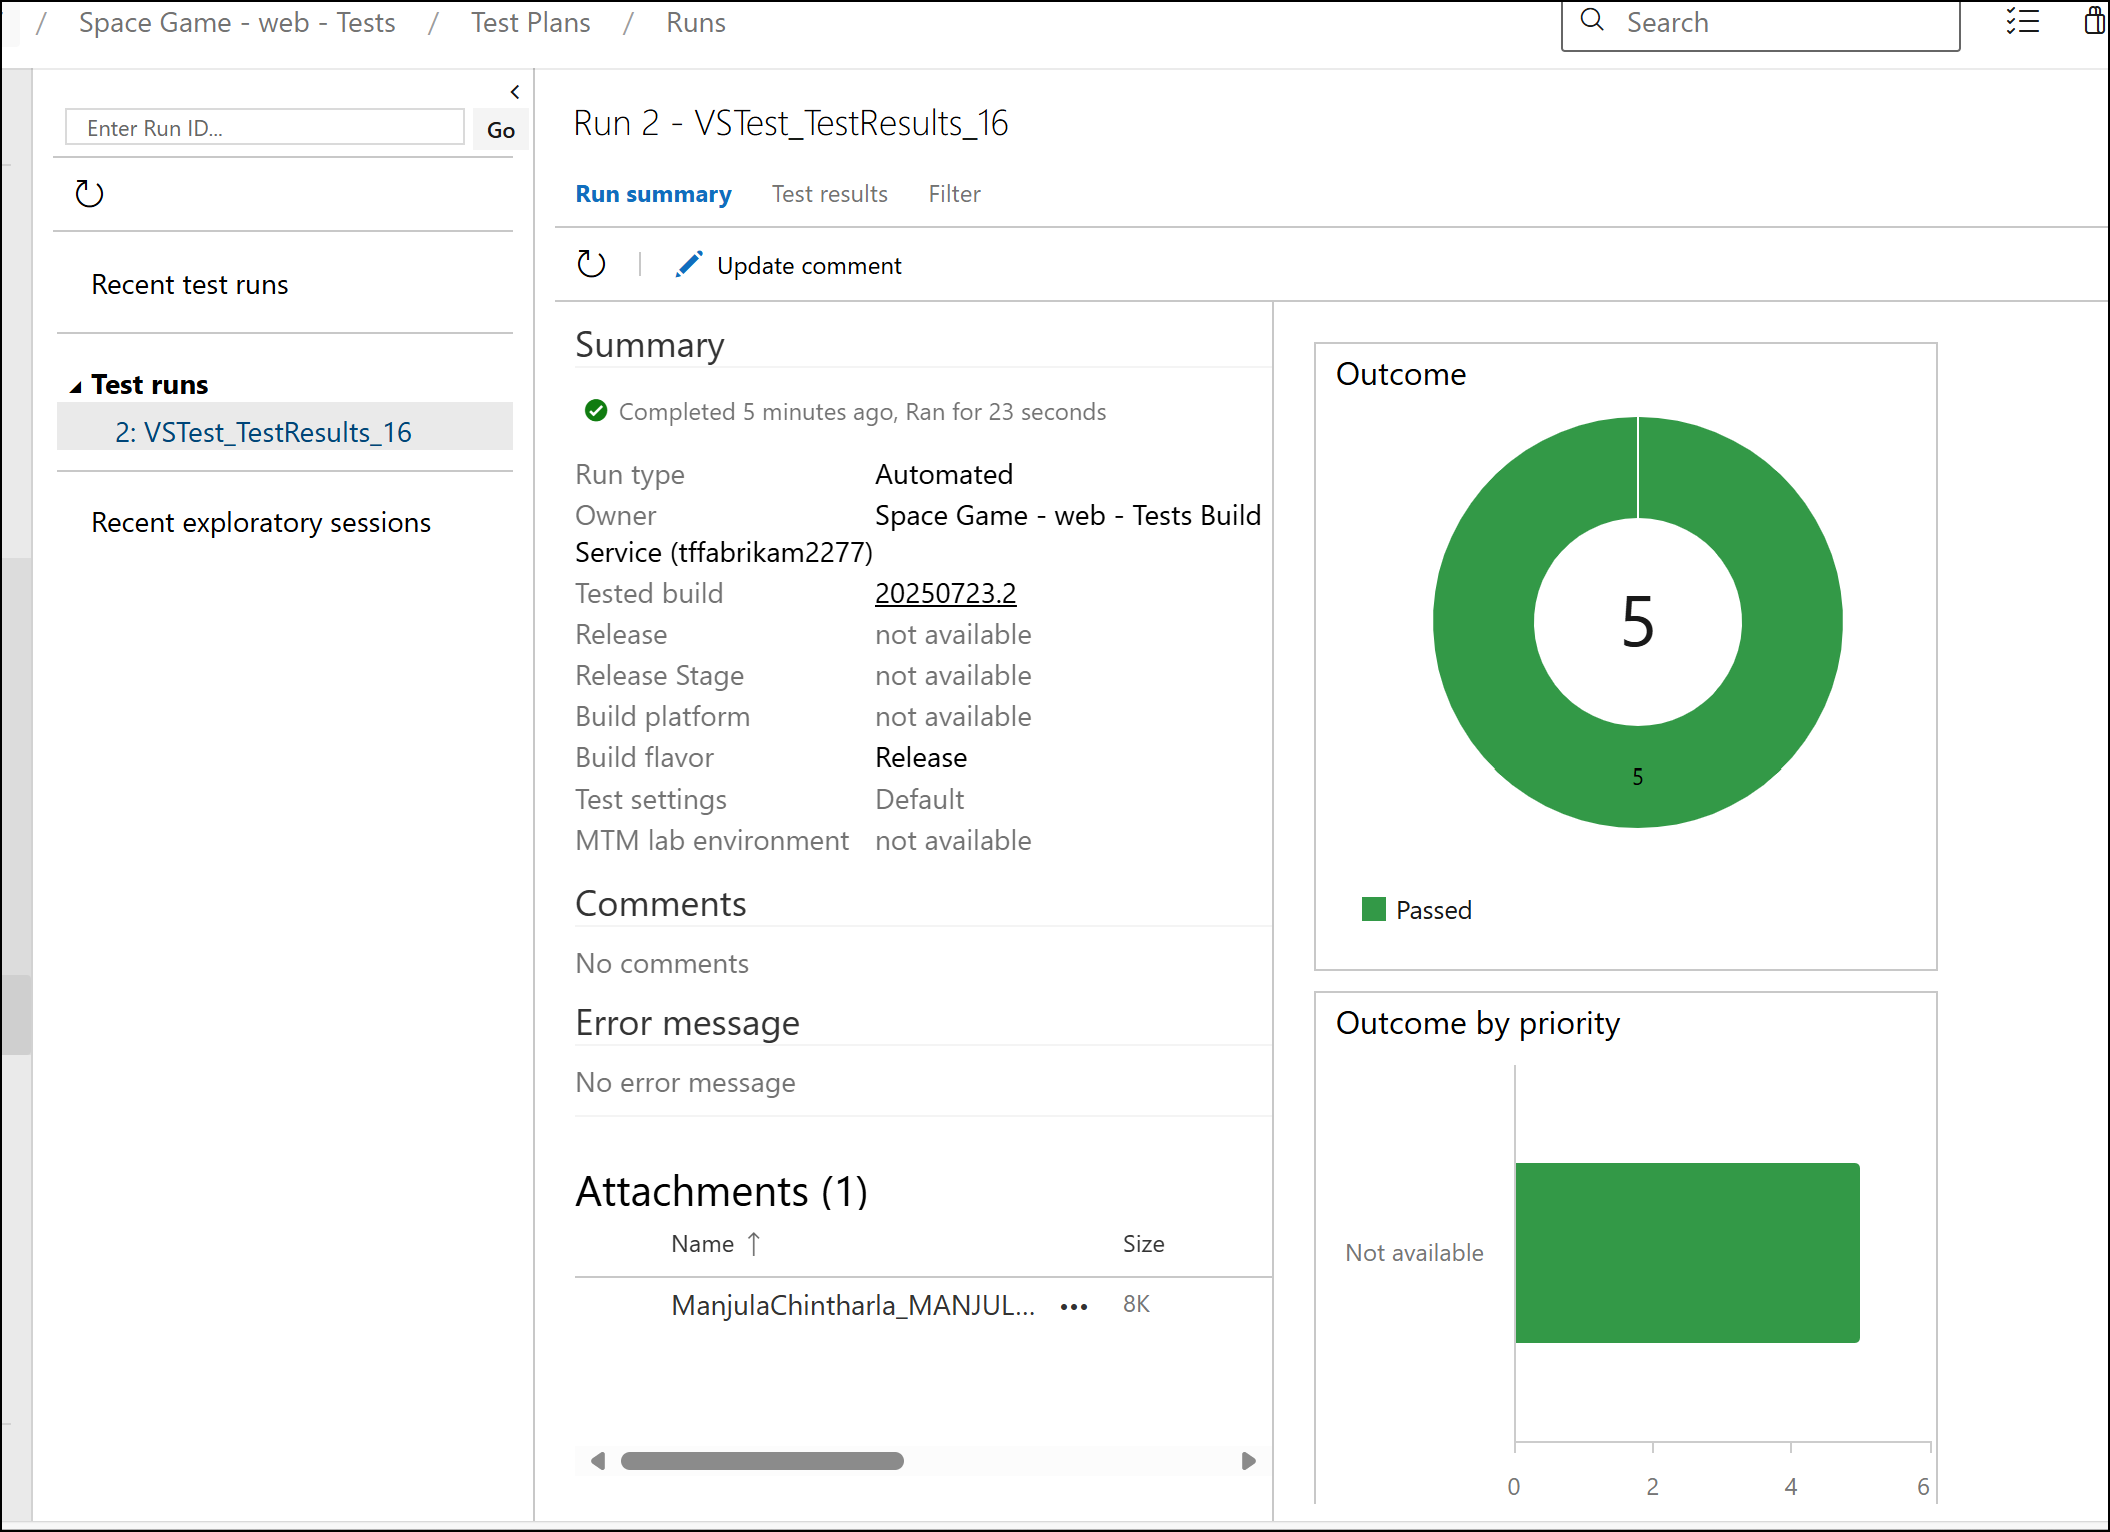 / Space Game - web - Tests / Test Plans / Runs
Search
Enter Run ID...
Go
Recent test runs
Test runs
2: VSTest_TestResults_16
Recent exploratory sessions
Run 2 - VSTest_TestResults_16
Run summary Test results Filter
Update comment
Summary
Completed 5 minutes ago, Ran for 23 seconds
Run type Automated
Owner Space Game - web - Tests Build
Service (tffabrikam2277)
Tested build 20250723.2
Release not available
Release Stage not available
Build platform not available
Build flavor Release
Test settings Default
MTM lab environment not available
Comments
No comments
Error message
No error message
Attachments (1)
Name ↑ Size
ManjulaChintharla_MANJUL... ••• 8K
Outcome
5
5
Passed
Outcome by priority
Not available
0 2 4 6